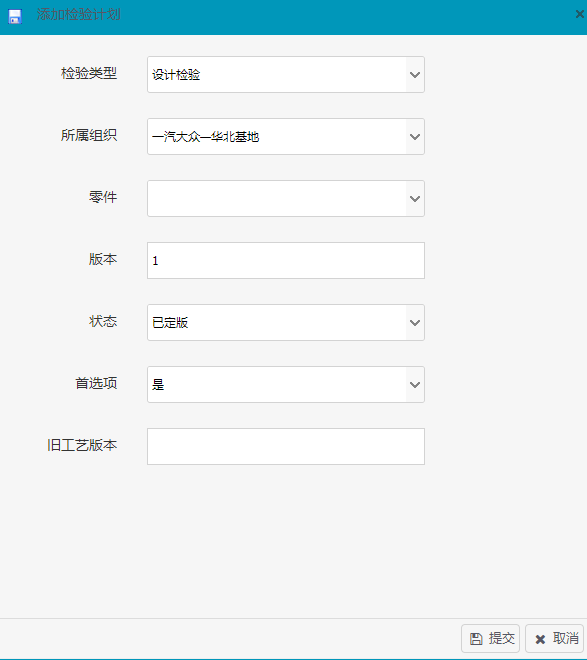 添加检验计划
检验类型 设计检验
所属组织 一汽大众—华北基地
零件
版本 1
状态 已定版
首选项 是
旧工艺版本
提交 取消